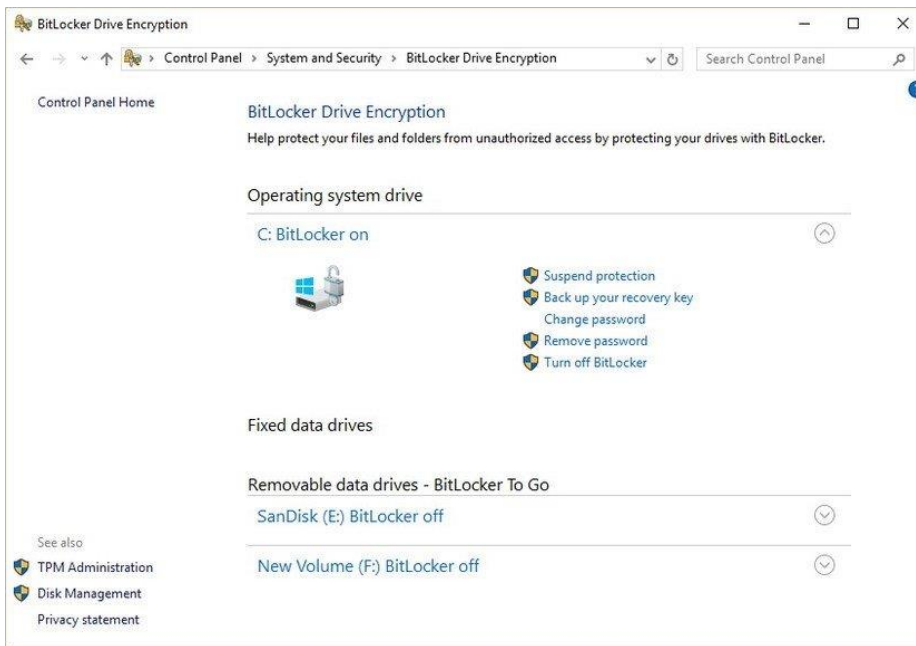 BitLocker Drive Encryption
Control Panel > System and Security > BitLocker Drive Encryption
Search Control Panel
Control Panel Home
BitLocker Drive Encryption
Help protect your files and folders from unauthorized access by protecting your drives with BitLocker.
Operating system drive
C: BitLocker on
Suspend protection
Back up your recovery key
Change password
Remove password
Turn off BitLocker
Fixed data drives
Removable data drives - BitLocker To Go
SanDisk (E:) BitLocker off
New Volume (F:) BitLocker off
See also
TPM Administration
Disk Management
Privacy statement